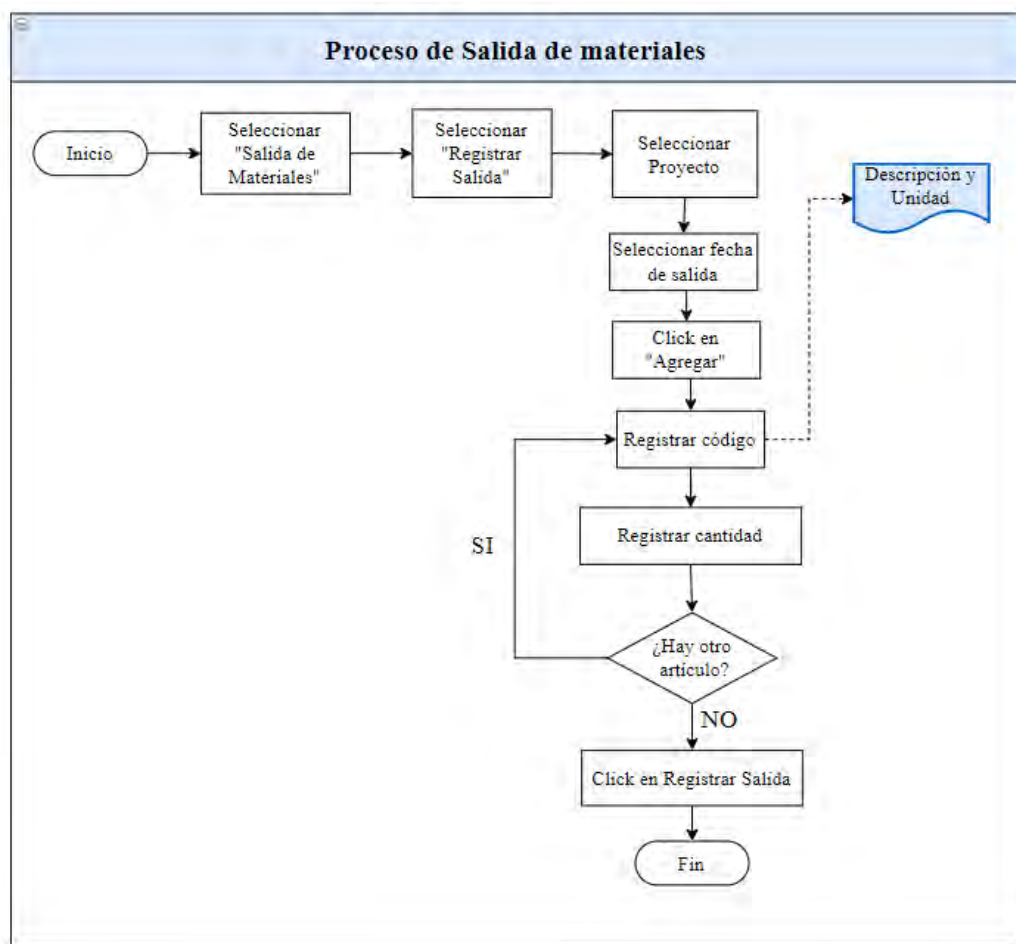 Proceso de Salida de materiales
Inicio
Seleccionar
"Salida de
Materiales"
Seleccionar
"Registrar
Salida"
Seleccionar
Proyecto
Descripción y
Unidad
Seleccionar fecha
de salida
Click en
"Agregar"
Registrar código
Registrar cantidad
SI
¿Hay otro
artículo?
NO
Click en Registrar Salida
Fin